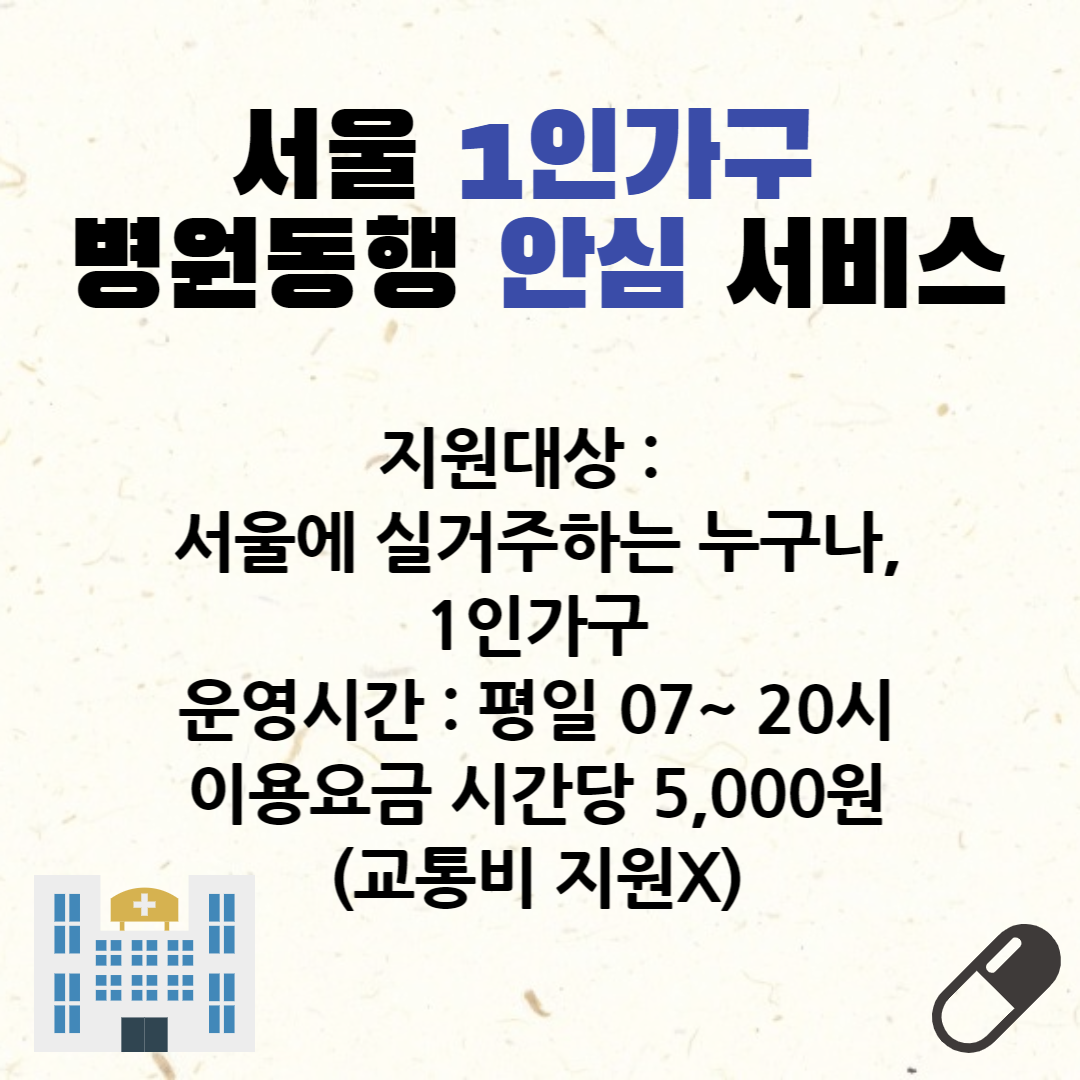 서울 1인가구
병원동행 안심 서비스
지원대상 :
서울에 실거주하는 누구나,
1인가구
운영시간 : 평일 07~ 20시
이용요금 시간당 5,000원
(교통비 지원X)